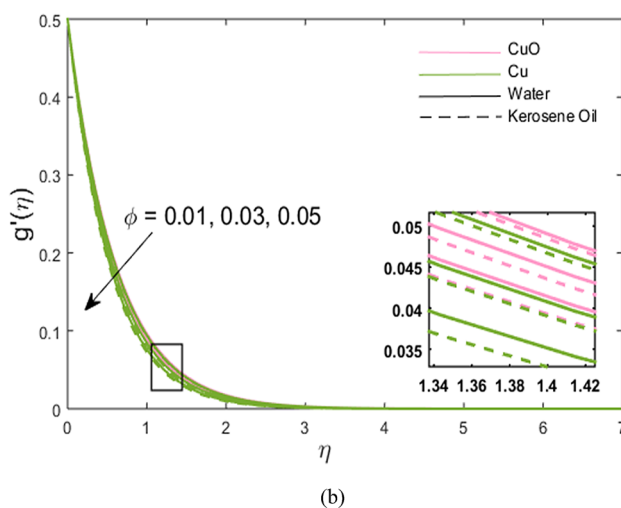 0.5
0.4
0.3
0.2
0.1
0
g'(η)
CuO
Cu
Water
Kerosene Oil
ϕ = 0.01, 0.03, 0.05
0.05
0.045
0.04
0.035
1.34 1.36 1.38 1.4 1.42
0 1 2 3 4 5 6 7
η
(b)